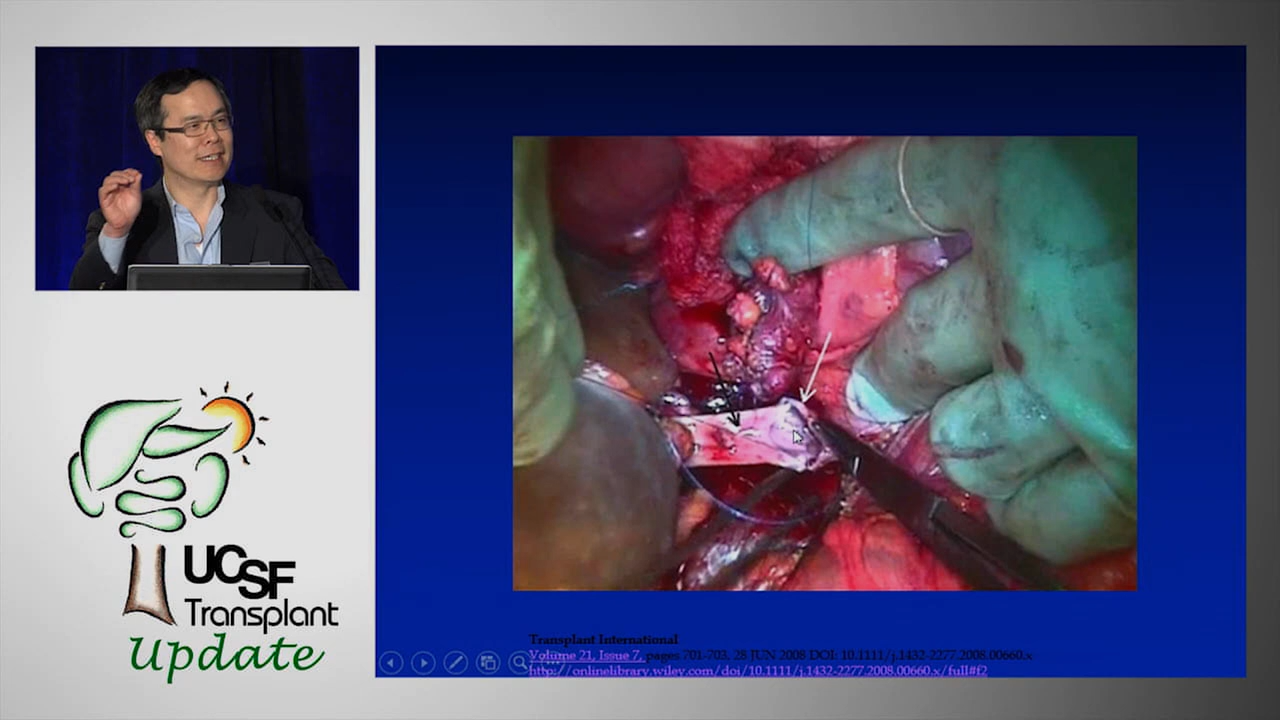 UCSF
Transplant
Update
Transplant International
Volume 21, Issue 7, pages 701-703, 28 JUN 2008 DOI: 10.1111/j.1432-2277.2008.00660.x
http://onlinelibrary.wiley.com/doi/10.1111/j.1432-2277.2008.00660.x/full#f2